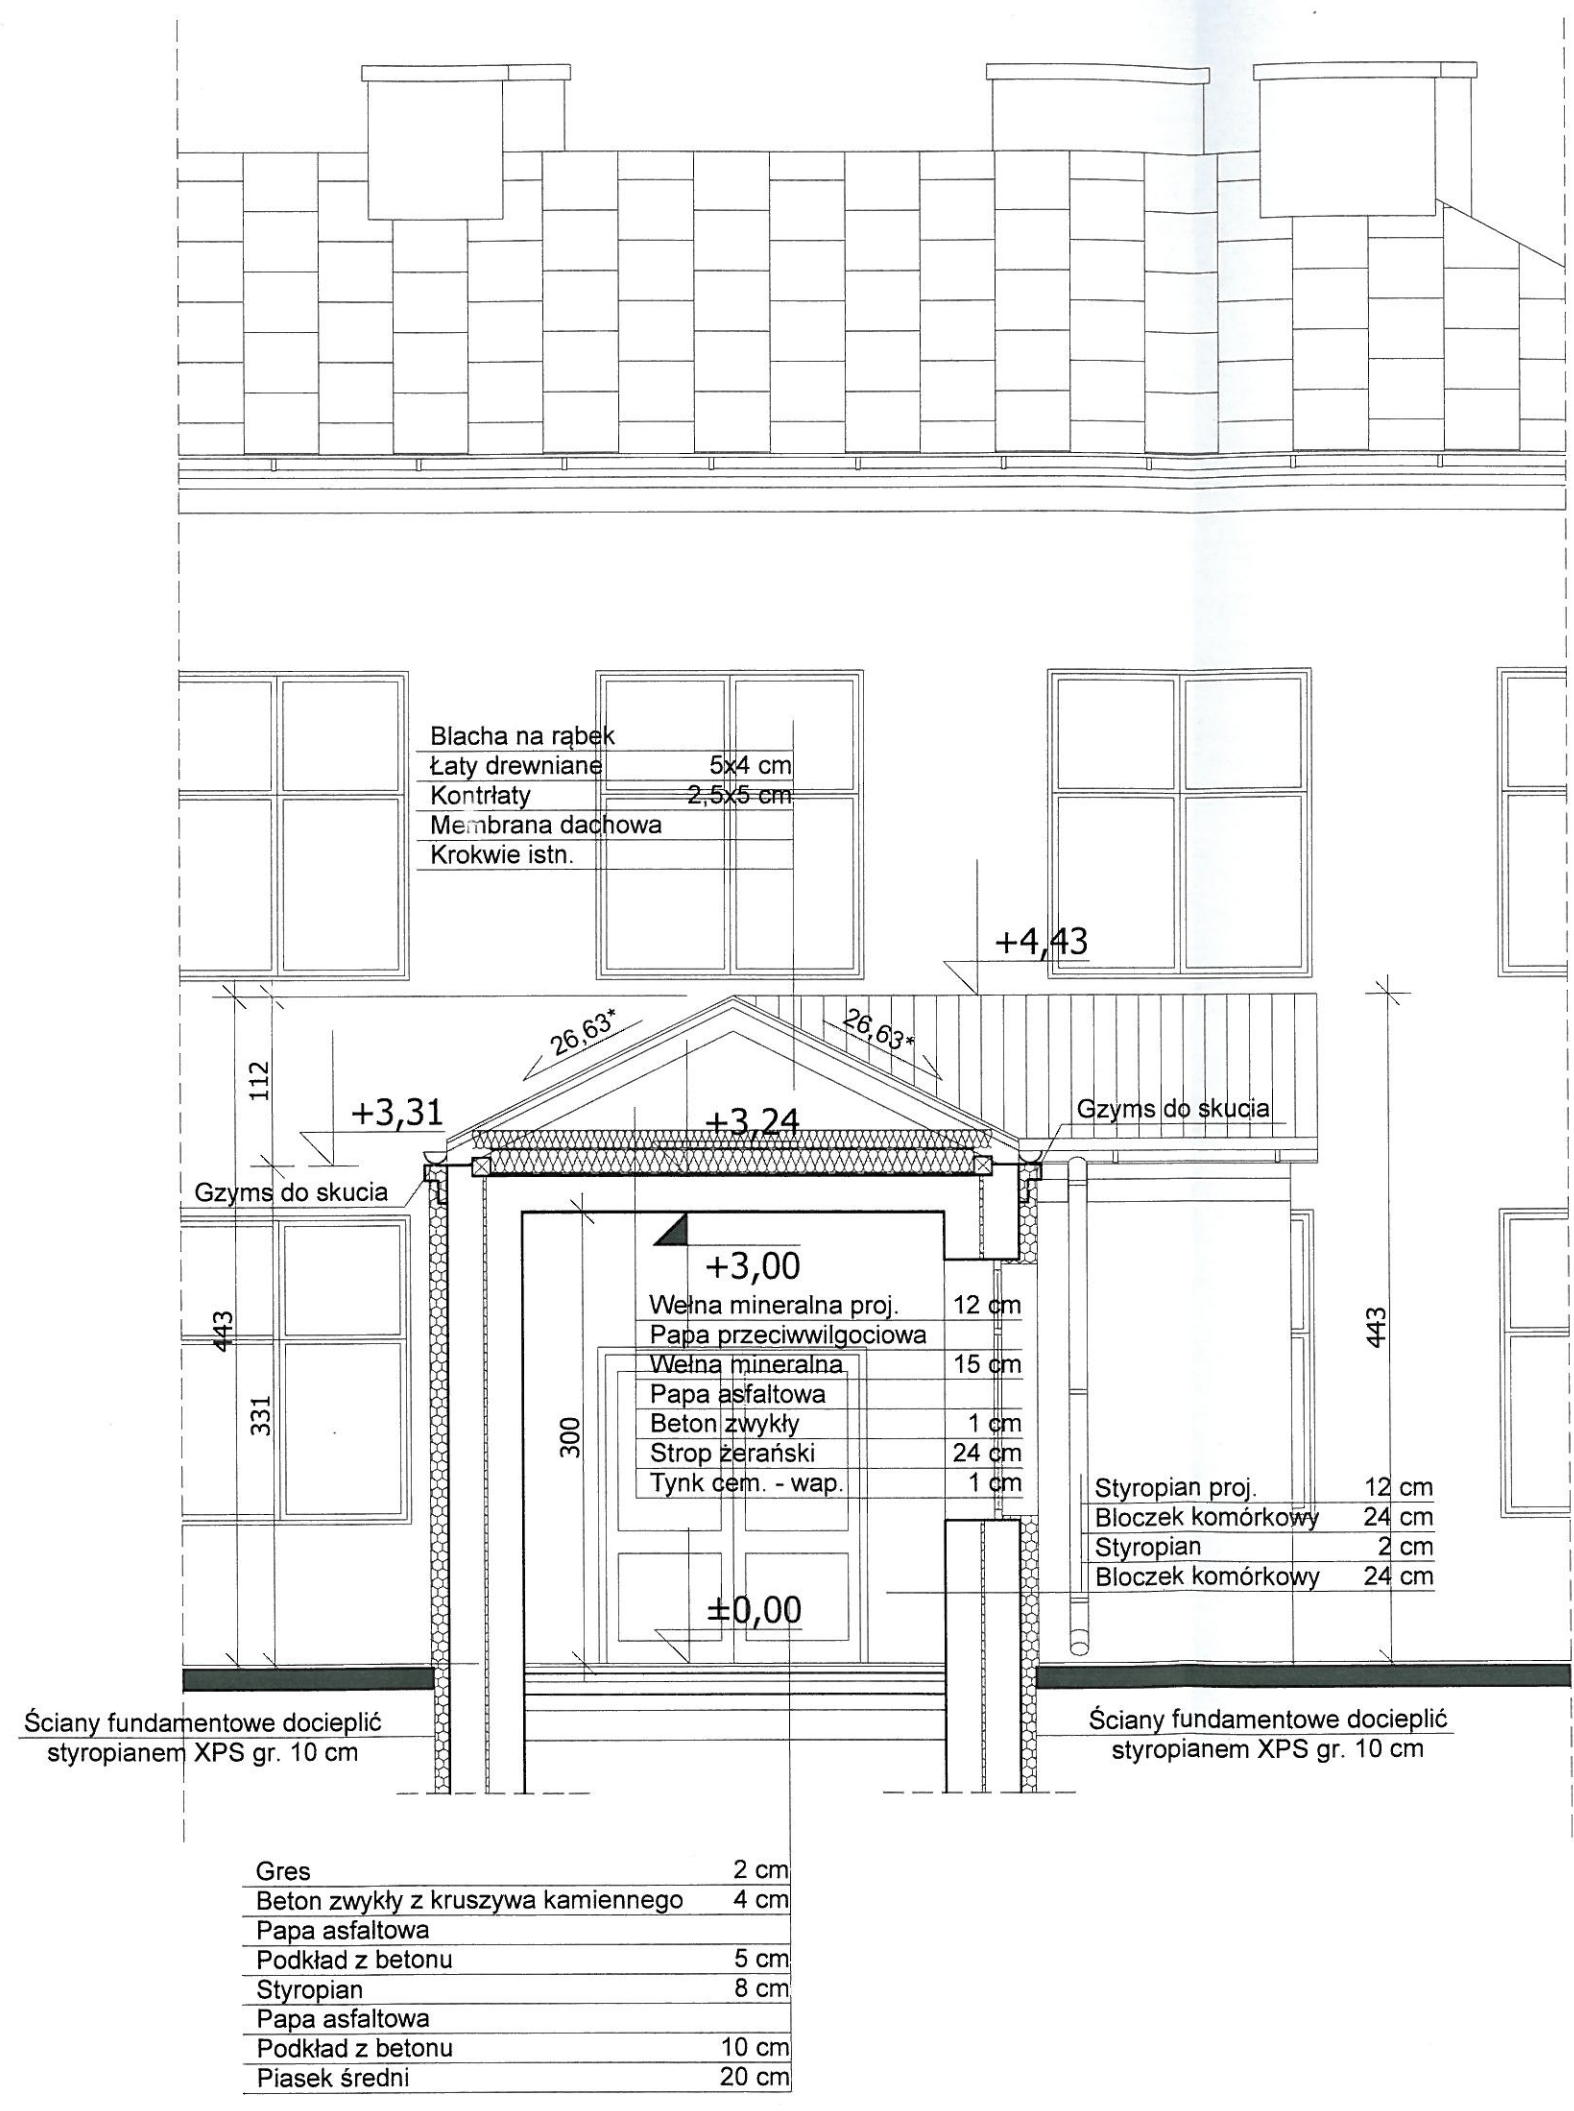 Blacha na rąbek
Łaty drewniane 5x4 cm
Kontrłaty 2,5x5 cm
Membrana dachowa
Krokwie istn.
+4,43
26,63*
26,63*
112
+3,31
+3,24
Gzyms do skucia
Gzyms do skucia
+3,00
Wełna mineralna proj. 12 cm
Papa przeciwwilgociowa
Wełna mineralna 15 cm
Papa asfaltowa
Beton zwykły 1 cm
Strop żerański 24 cm
Tynk cem. - wap. 1 cm
443
331
300
443
Styropian proj. 12 cm
Bloczek komórkowy 24 cm
Styropian 2 cm
Bloczek komórkowy 24 cm
±0,00
Ściany fundamentowe docieplić
styropianem XPS gr. 10 cm
Ściany fundamentowe docieplić
styropianem XPS gr. 10 cm
Gres 2 cm
Beton zwykły z kruszywa kamiennego 4 cm
Papa asfaltowa
Podkład z betonu 5 cm
Styropian 8 cm
Papa asfaltowa
Podkład z betonu 10 cm
Piasek średni 20 cm